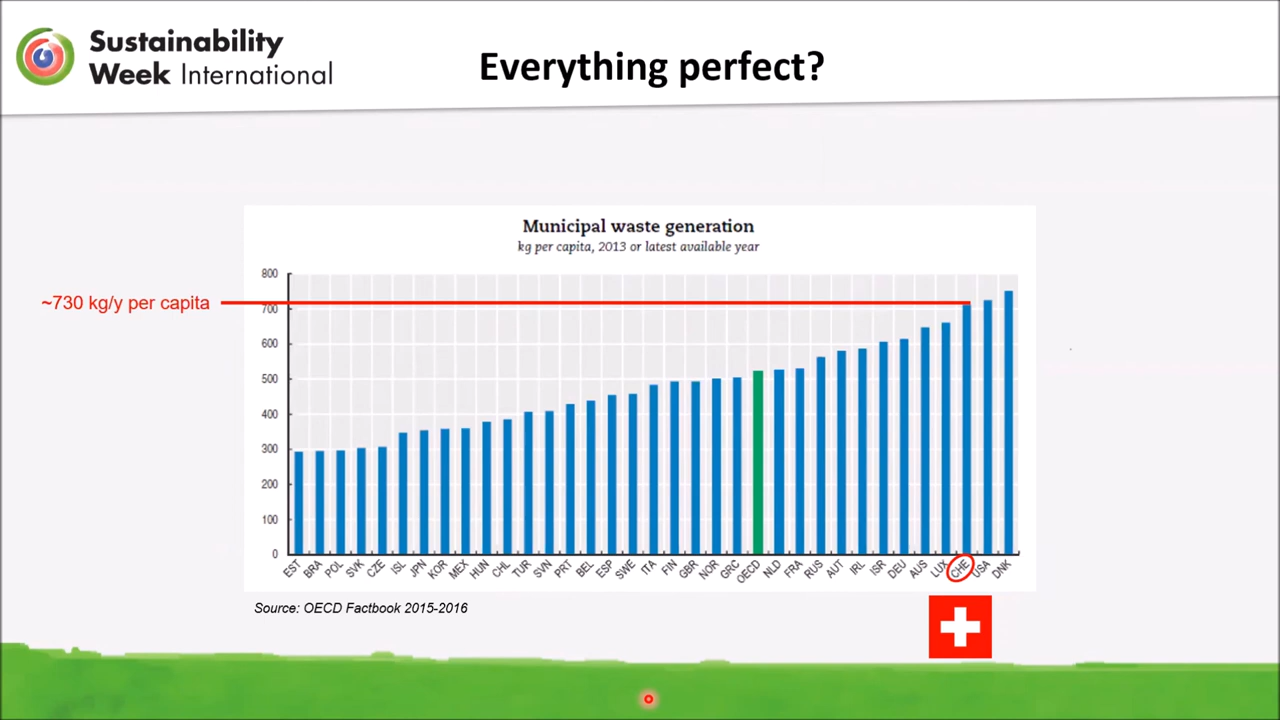 Sustainability
Week International
Everything perfect?
Municipal waste generation
kg per capita, 2013 or latest available year
800
~730 kg/y per capita
700
600
500
400
300
200
100
0
EST BRA POL SVK CZE ISL JPN KOR MEX HUN CHL TUR SVN PRT BEL ESP SWE ITA FIN GBR NOR GRC OECD NLD FRA RUS AUT IRL ISR DEU AUS LUX CHE USA DNK
Source: OECD Factbook 2015-2016